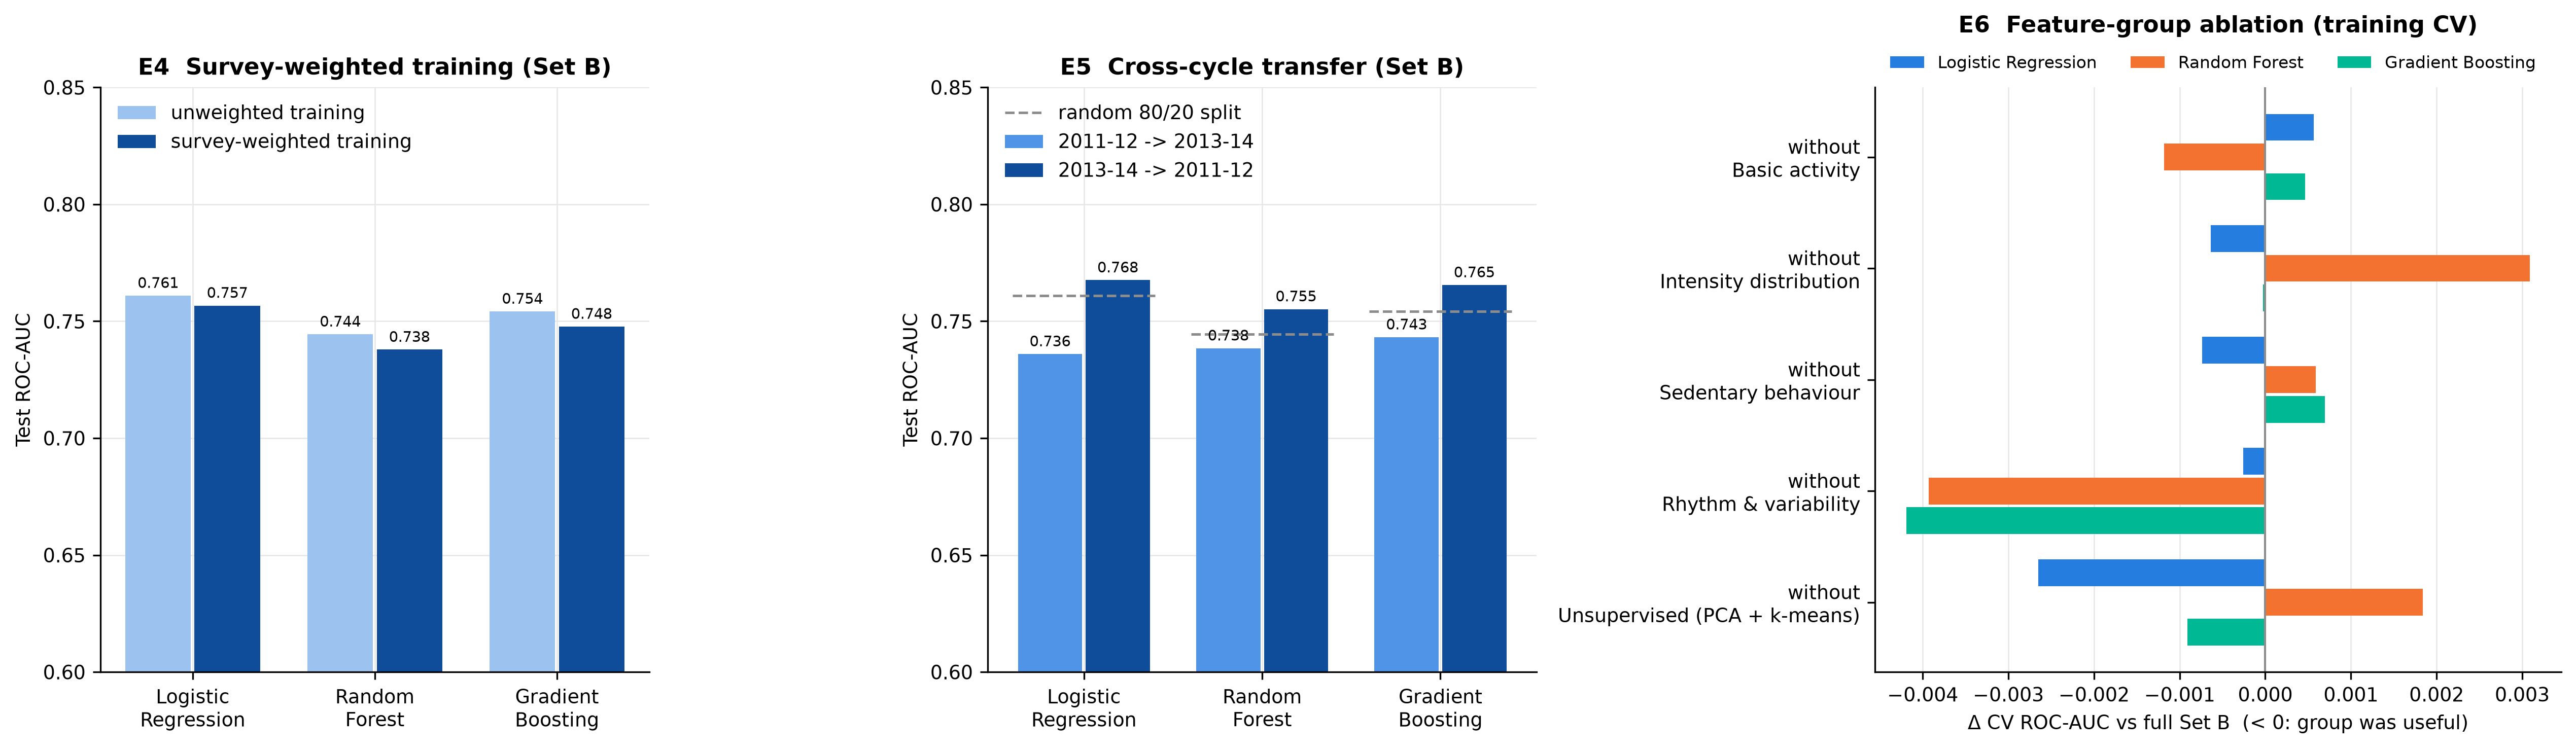 E4  Survey-weighted training (Set B)
unweighted training
survey-weighted training
Test ROC-AUC
0.85
0.80
0.75
0.70
0.65
0.60
0.761
0.757
0.744
0.738
0.754
0.748
Logistic
Regression
Random
Forest
Gradient
Boosting
E5  Cross-cycle transfer (Set B)
random 80/20 split
2011-12 -> 2013-14
2013-14 -> 2011-12
Test ROC-AUC
0.85
0.80
0.75
0.70
0.65
0.60
0.736
0.768
0.738
0.755
0.743
0.765
Logistic
Regression
Random
Forest
Gradient
Boosting
E6  Feature-group ablation (training CV)
Logistic Regression
Random Forest
Gradient Boosting
without
Basic activity
without
Intensity distribution
without
Sedentary behaviour
without
Rhythm & variability
without
Unsupervised (PCA + k-means)
−0.004 −0.003 −0.002 −0.001 0.000 0.001 0.002 0.003
Δ CV ROC-AUC vs full Set B  (< 0: group was useful)